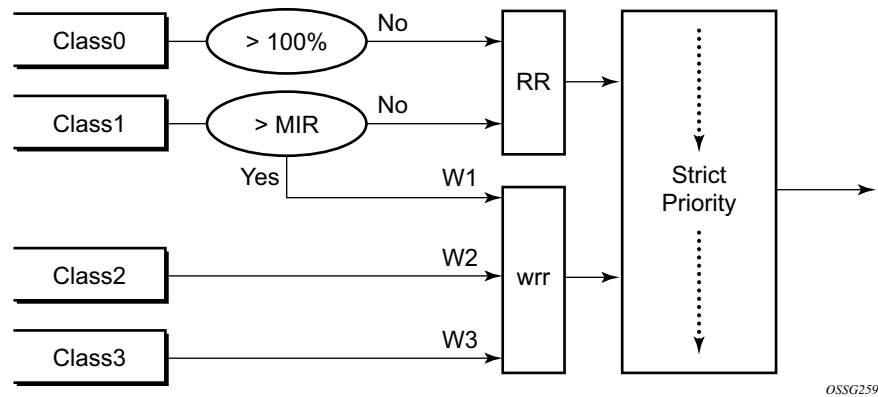 Class0
> 100%
No
RR
Class1
> MIR
No
Yes
W1
Strict
Priority
Class2
W2
wrr
Class3
W3
OSSG259